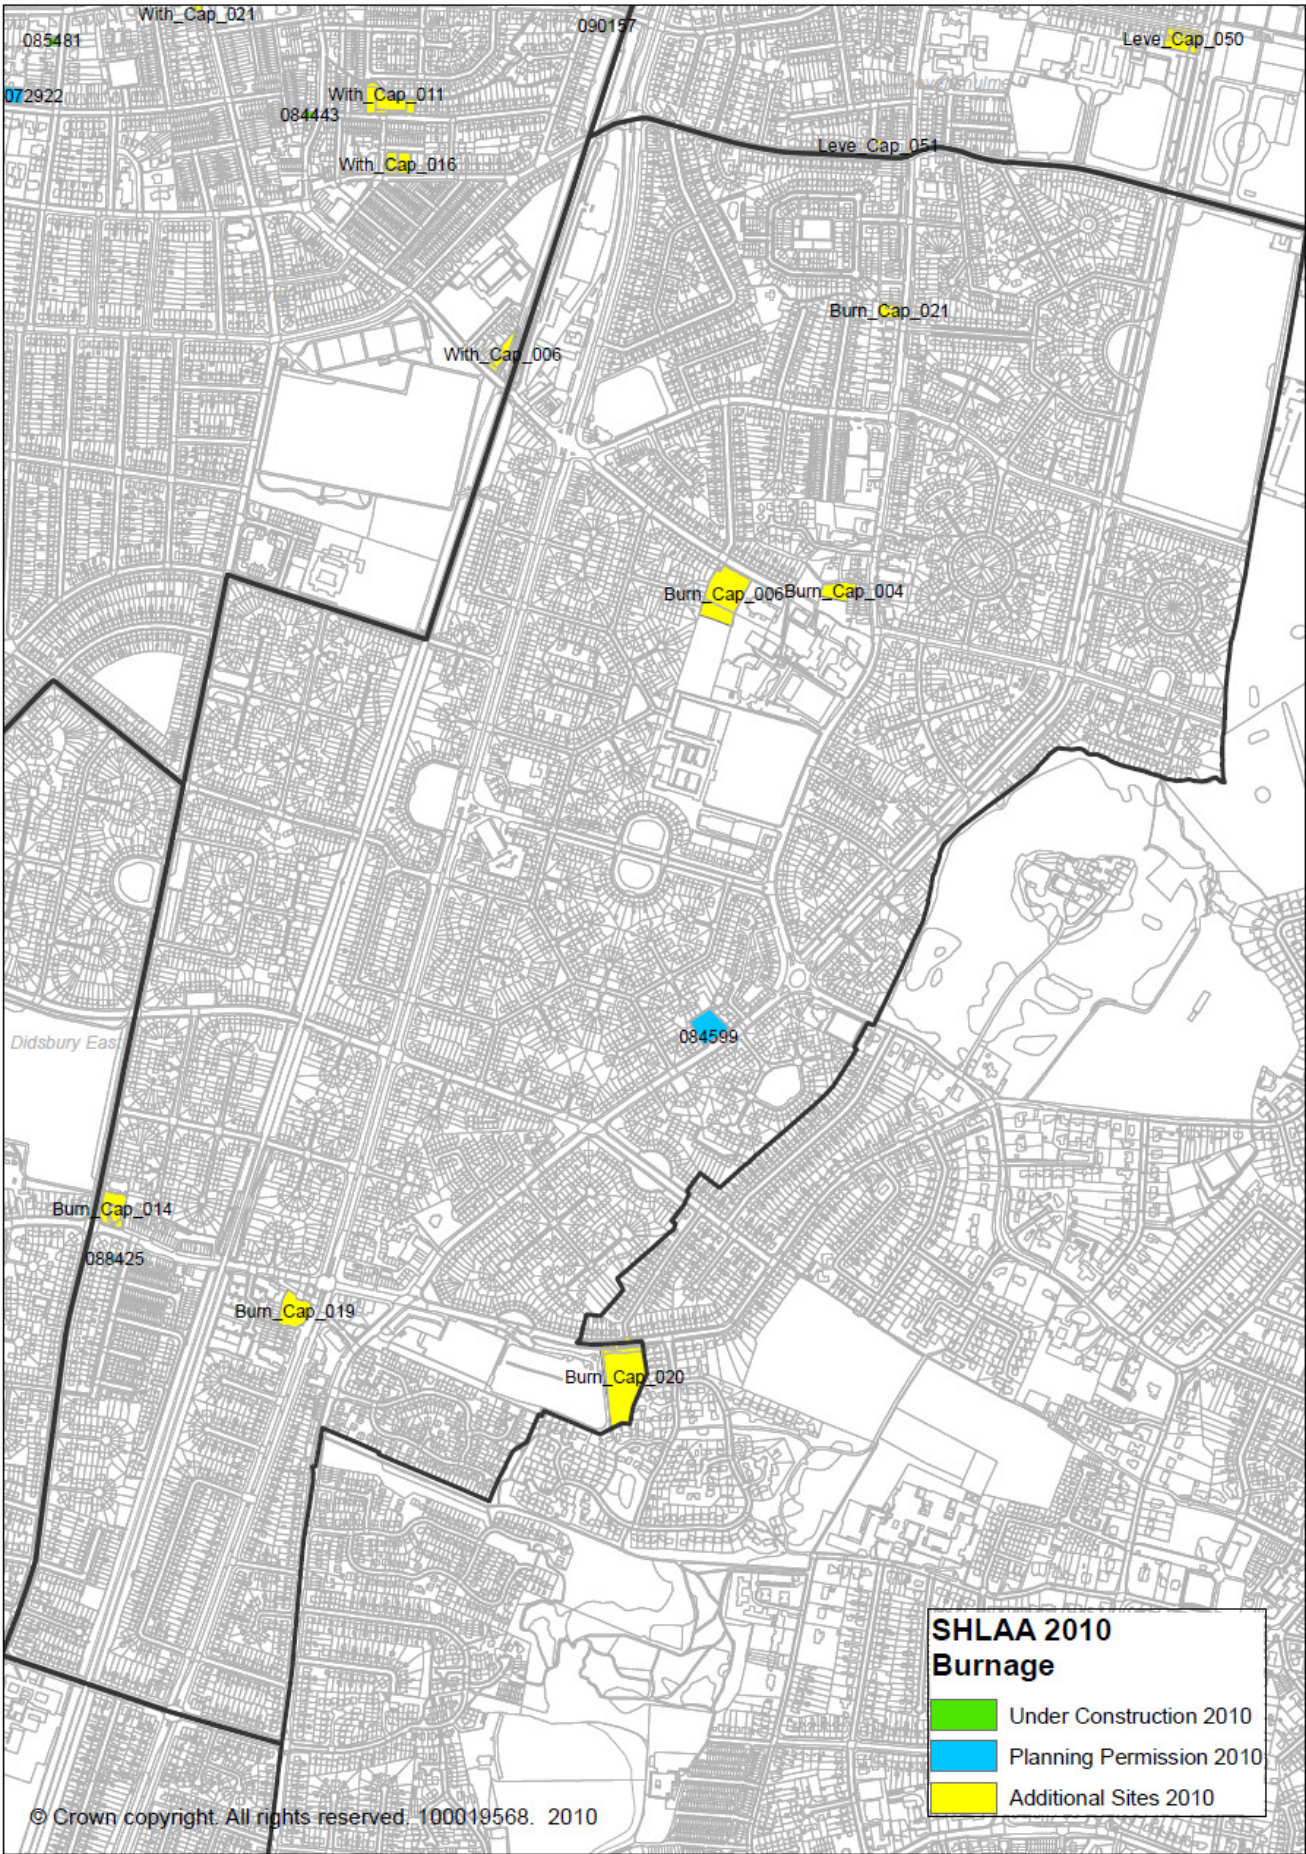 With_Cap_021
085481
090157
Leve_Cap_050
072922
With_Cap_011
084443
Leve_Cap_051
With_Cap_016
Burn_Cap_021
With_Cap_006
Burn_Cap_006
Burn_Cap_004
084599
Didsbury East
Burn_Cap_014
088425
Burn_Cap_019
Burn_Cap_020
SHLAA 2010
Burnage
Under Construction 2010
Planning Permission 2010
Additional Sites 2010
© Crown copyright. All rights reserved. 100019568. 2010